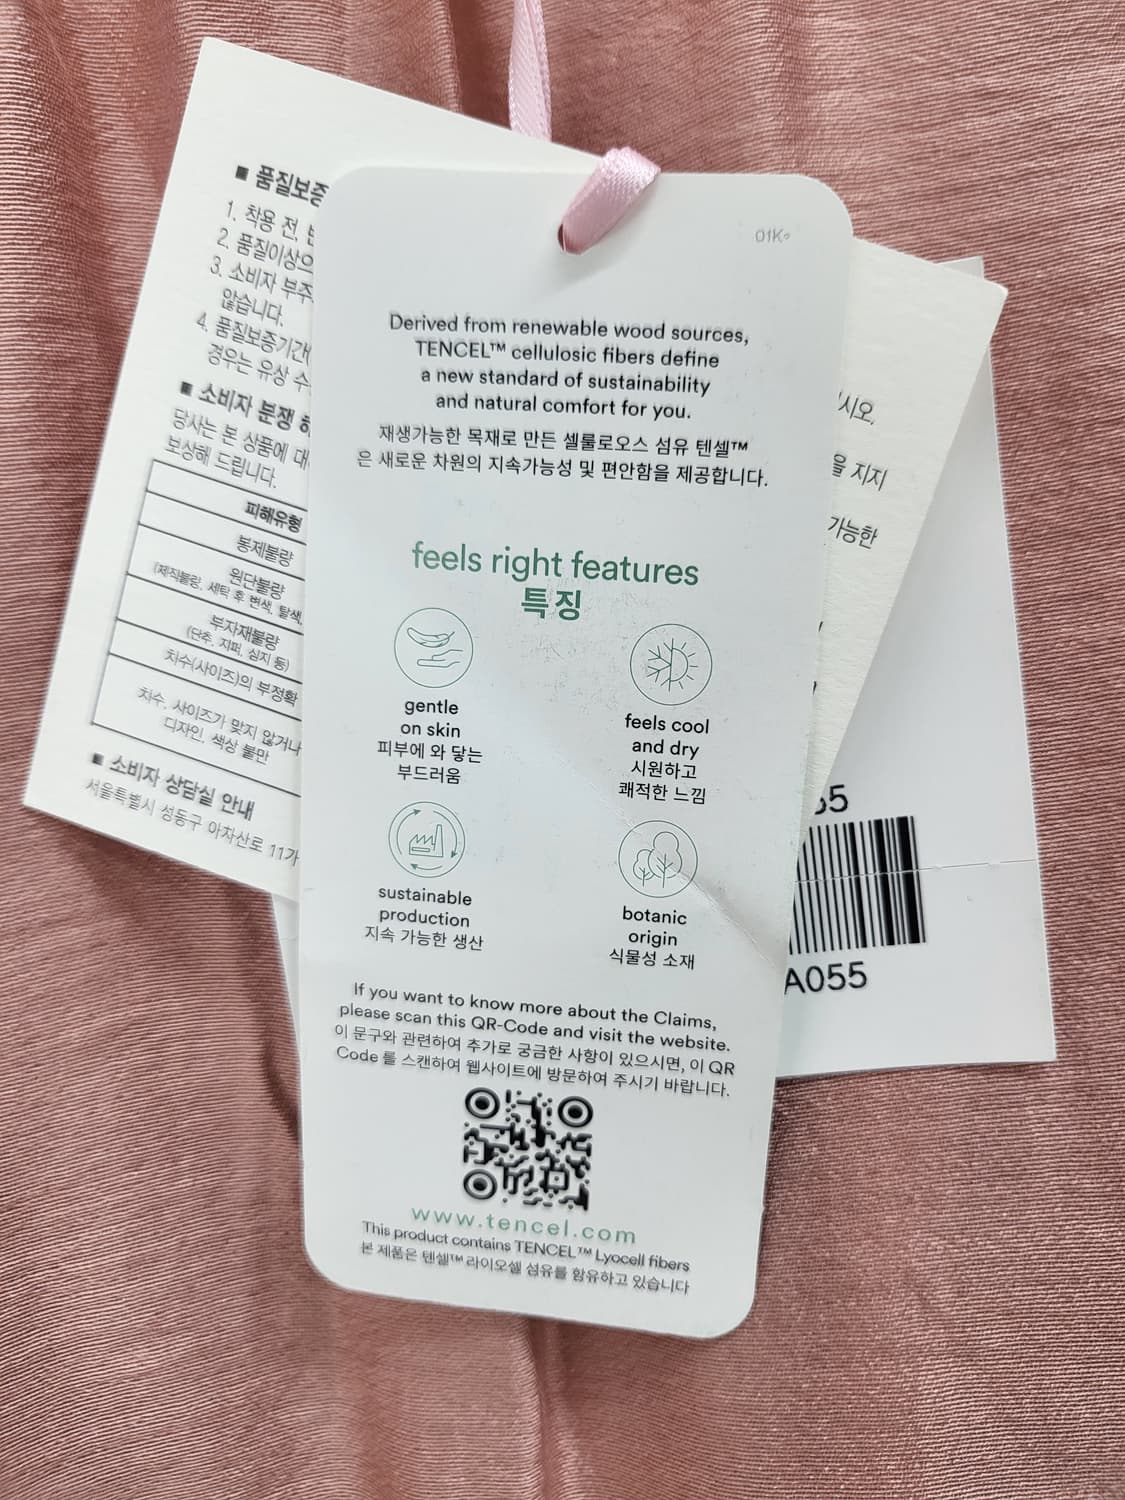 ■ 품질보증
1. 착용 전,
2. 품질이상으
3. 소비자 부주
않습니다.
4. 품질보증기간
경우는 유상 수
■ 소비자 분쟁 해
당사는 본 상품에 대
보상해 드립니다.
피해유형
봉제불량
원단불량
(제직불량, 세탁 후 변색, 탈색,
부자재불량
(단추, 지퍼, 심지 등)
치수(사이즈)의 부정확
치수, 사이즈가 맞지 않거나
디자인, 색상 불만
■ 소비자 상담실 안내
서울특별시 성동구 아차산로 11가
Derived from renewable wood sources,
TENCEL™ cellulosic fibers define
a new standard of sustainability
and natural comfort for you.
재생가능한 목재로 만든 셀룰로오스 섬유 텐셀™
은 새로운 차원의 지속가능성 및 편안함을 제공합니다.
feels right features
특징
gentle
on skin
피부에 와 닿는
부드러움
feels cool
and dry
시원하고
쾌적한 느낌
sustainable
production
지속 가능한 생산
botanic
origin
식물성 소재
If you want to know more about the Claims,
please scan this QR-Code and visit the website.
이 문구와 관련하여 추가로 궁금한 사항이 있으시면, 이 QR
Code 를 스캔하여 웹사이트에 방문하여 주시기 바랍니다.
www.tencel.com
This product contains TENCEL™ Lyocell fibers
본 제품은 텐셀™ 라이오셀 섬유를 함유하고 있습니다
시오,
을 지지
가능한
55
A055